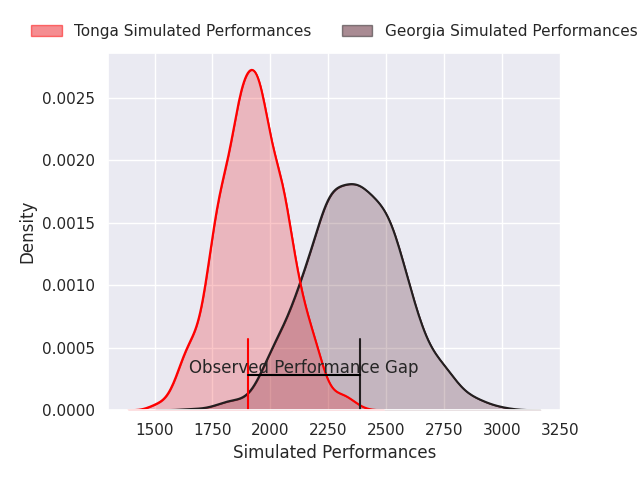 Tonga Simulated Performances Georgia Simulated Performances
0.0025
0.0020
0.0015
0.0010
0.0005
0.0000
Density
Observed Performance Gap
1500 1750 2000 2250 2500 2750 3000 3250
Simulated Performances